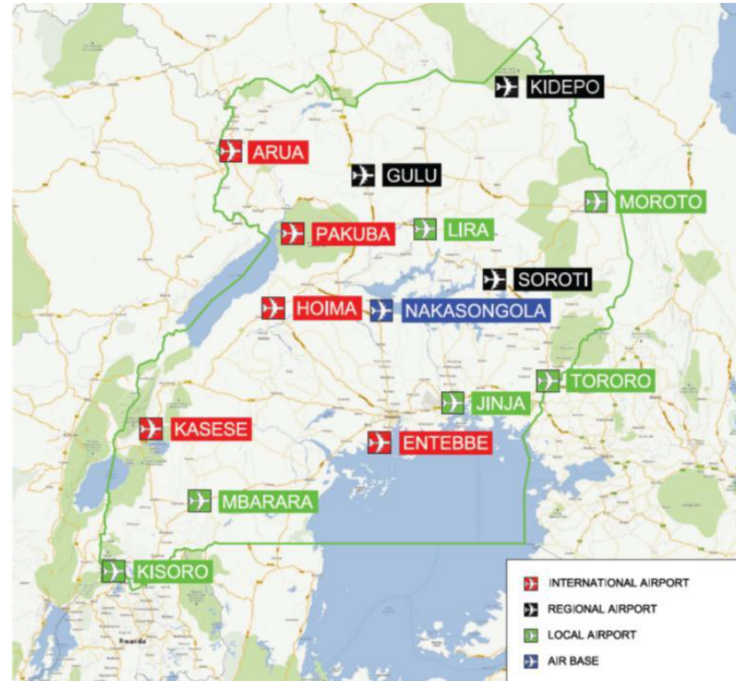 KIDEPO
ARUA
GULU
MOROTO
PAKUBA
LIRA
SOROTI
HOIMA
NAKASONGOLA
TORORO
JINJA
KASESE
ENTEBBE
MBARARA
KISORO
Rwanda
INTERNATIONAL AIRPORT
REGIONAL AIRPORT
LOCAL AIRPORT
AIR BASE